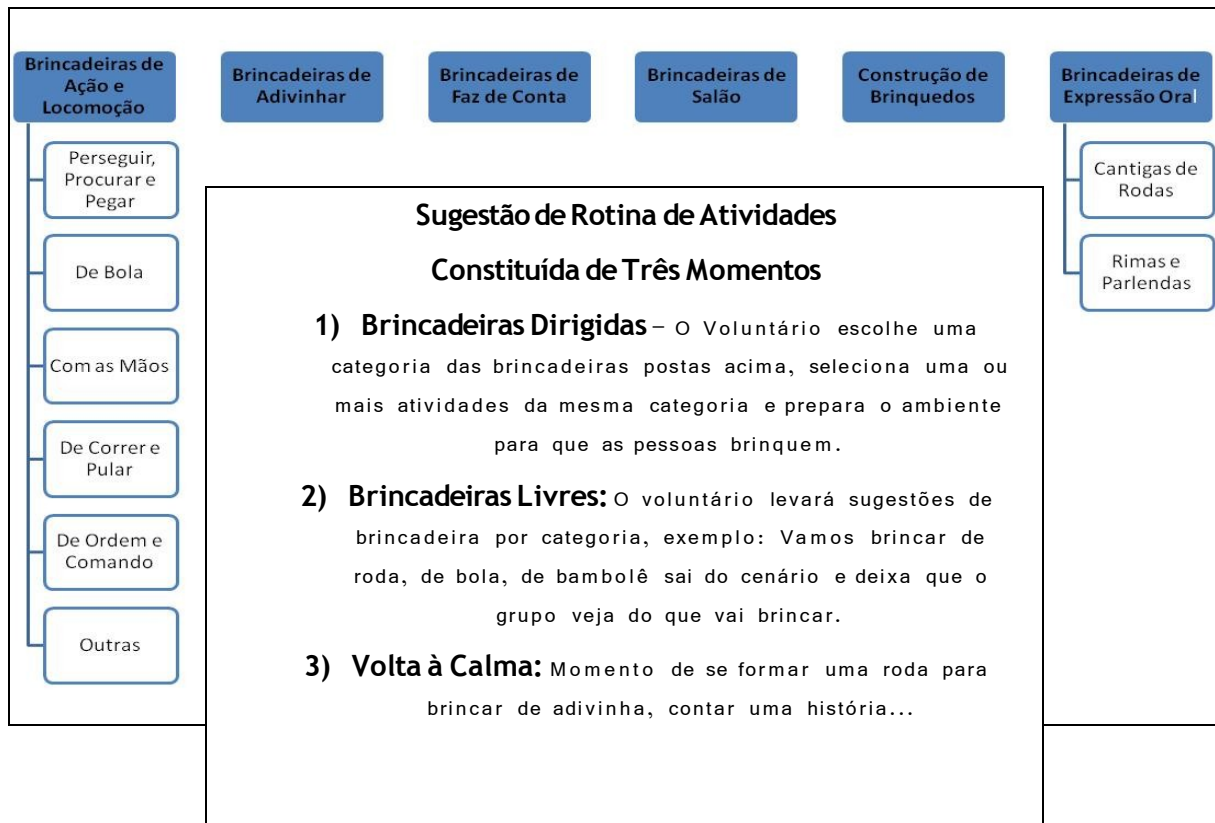 Brincadeiras de
Ação e
Locomoção
Brincadeiras de
Adivinhar
Brincadeiras de
Faz de Conta
Brincadeiras de
Salão
Construção de
Brinquedos
Brincadeiras de
Expressão Ora
Perseguir,
Procurar e
Pegar
De Bola
Com as Mãos
De Correr e
Pular
De Ordem e
Comando
Outras
Cantigas de
Rodas
Rimas e
Parlendas
Sugestão de Rotina de Atividades
Constituída de Três Momentos
1) Brincadeiras Dirigidas – O Voluntário escolhe uma
categoria das brincadeiras postas acima, seleciona uma ou
mais atividades da mesma categoria e prepara o ambiente
para que as pessoas brinquem.
2) Brincadeiras Livres: O voluntário levará sugestões de
brincadeira por categoria, exemplo: Vamos brincar de
roda, de bola, de bambolê sai do cenário e deixa que o
grupo veja do que vai brincar.
3) Volta à Calma: Momento de se formar uma roda para
brincar de adivinha, contar uma história...